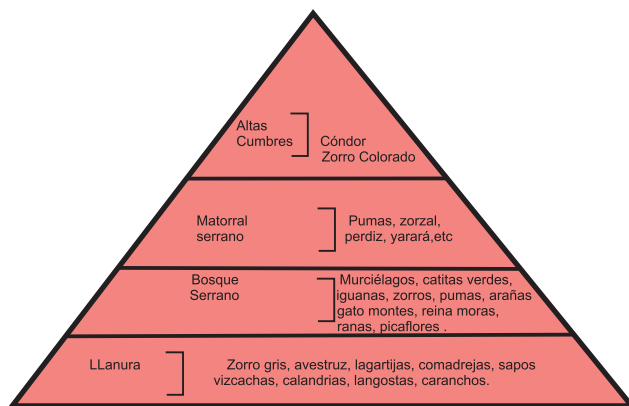 Altas
Cumbres
Cóndor
Zorro Colorado
Matorral
serrano
Pumas, zorzal,
perdiz, yarará,etc
Bosque
Serrano
Murciélagos, catitas verdes,
iguanas, zorros, pumas, arañas
gato montes, reina moras,
ranas, picaflores .
LLanura
Zorro gris, avestruz, lagartijas, comadrejas, sapos
vizcachas, calandrias, langostas, caranchos.